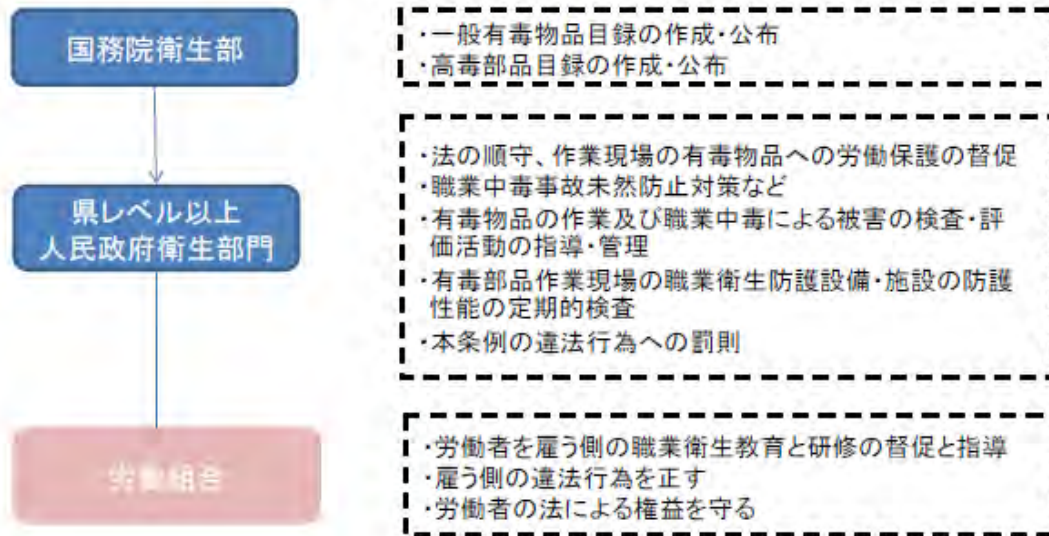 国務院衛生部
・一般有毒物品目録の作成・公布
・高毒部品目録の作成・公布
県レベル以上
人民政府衛生部門
・法の順守、作業現場の有毒物品への労働保護の督促
・職業中毒事故未然防止対策など
・有毒物品の作業及び職業中毒による被害の検査・評
価活動の指導・管理
・有毒部品作業現場の職業衛生防護設備・施設の防護
性能の定期的検査
・本条例の違法行為への罰則
労働組合
・労働者を雇う側の職業衛生教育と研修の督促と指導
・雇う側の違法行為を正す
・労働者の法による権益を守る